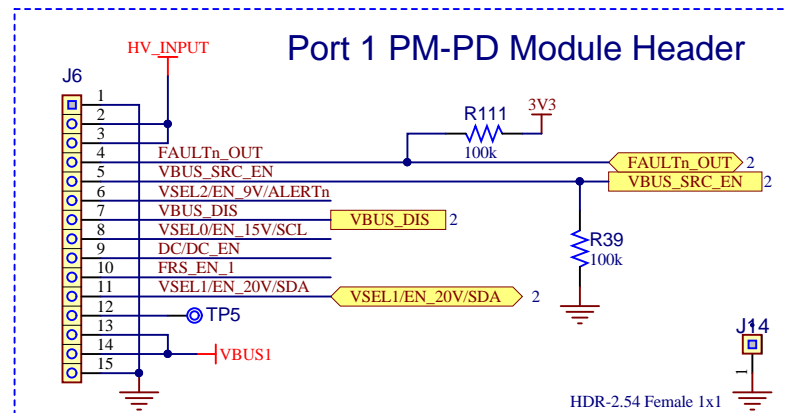 Port 1 PM-PD Module Header
HV_INPUT
J6
1
2
3
4 FAULTn_OUT
5 VBUS_SRC_EN
6 VSEL2/EN_9V/ALERTn
7 VBUS_DIS
8 VSEL0/EN_15V/SCL
9 DC/DC_EN
10 FRS_EN_1
11 VSEL1/EN_20V/SDA
12 TP5
13
14 VBUS1
15
R111
100k
3V3
FAULTn_OUT 2
VBUS_SRC_EN 2
VBUS_DIS 2
R39
100k
VSEL1/EN_20V/SDA 2
J14
1
HDR-2.54 Female 1x1